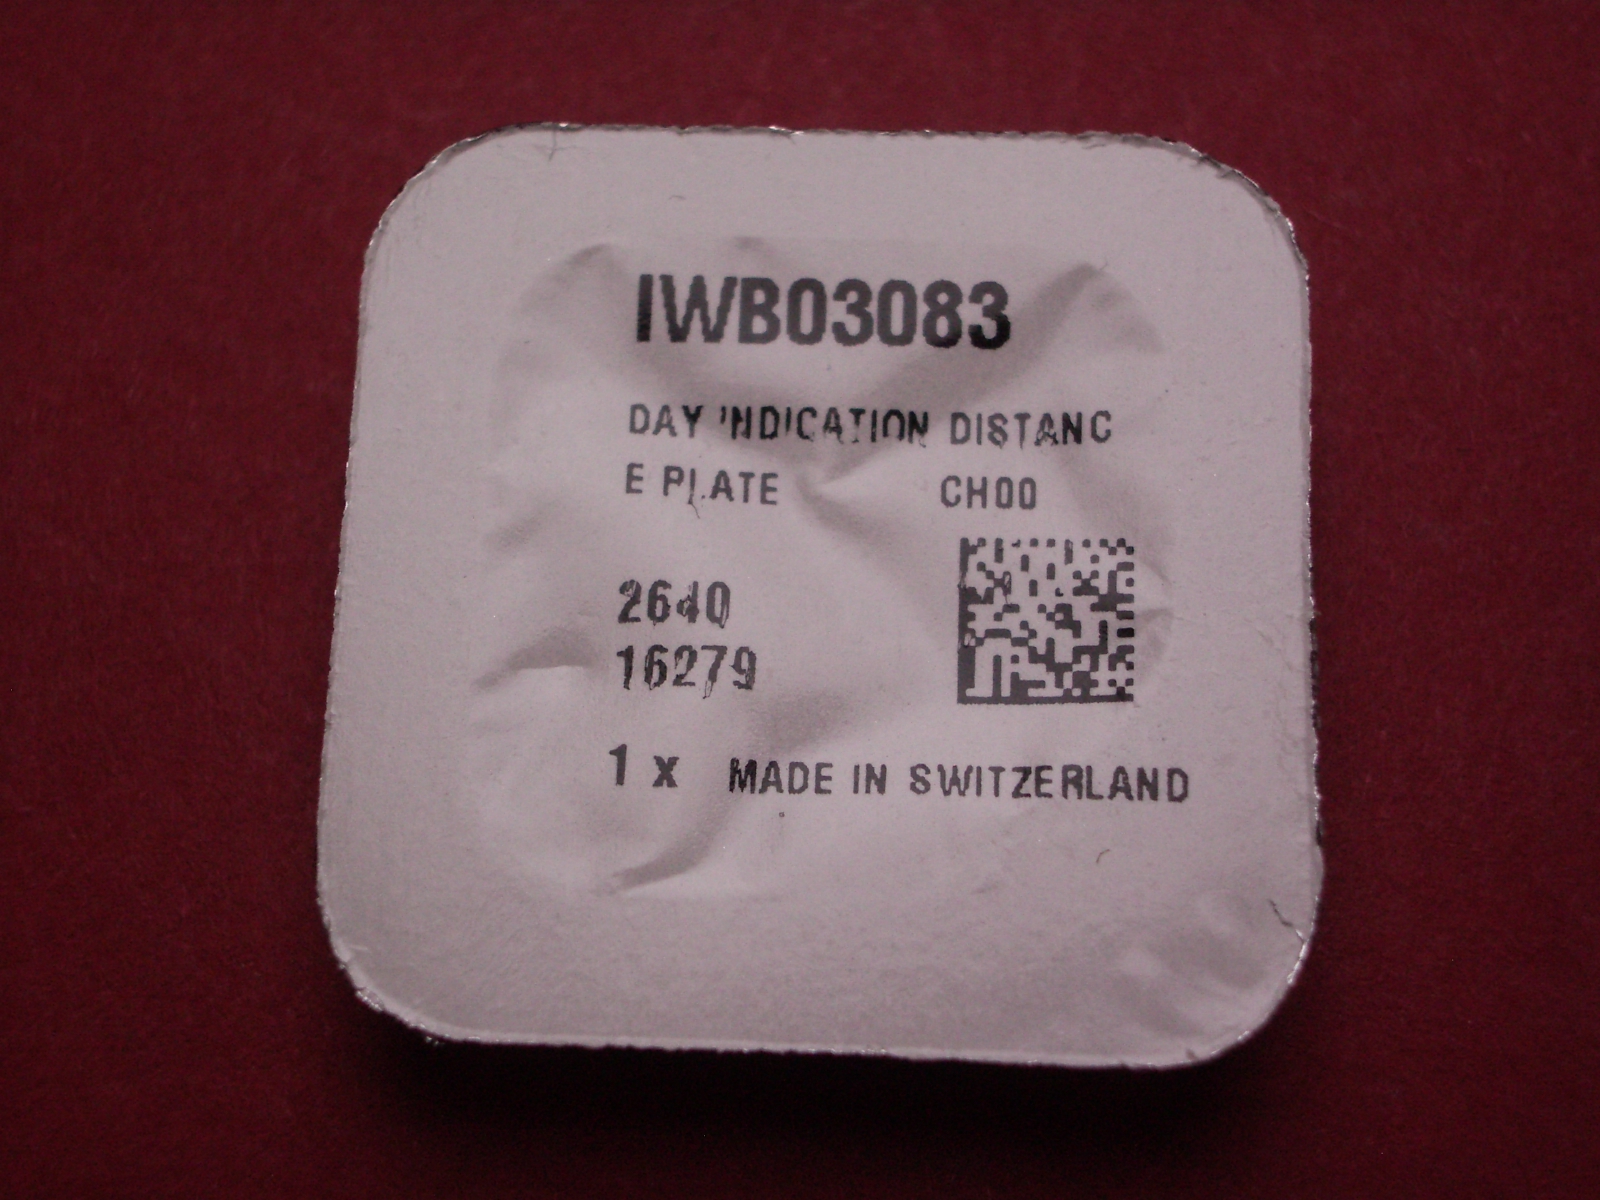 IWB03083
DAY INDICATION DISTANC
E PLATE CH00
2640
16279
1 x MADE IN SWITZERLAND